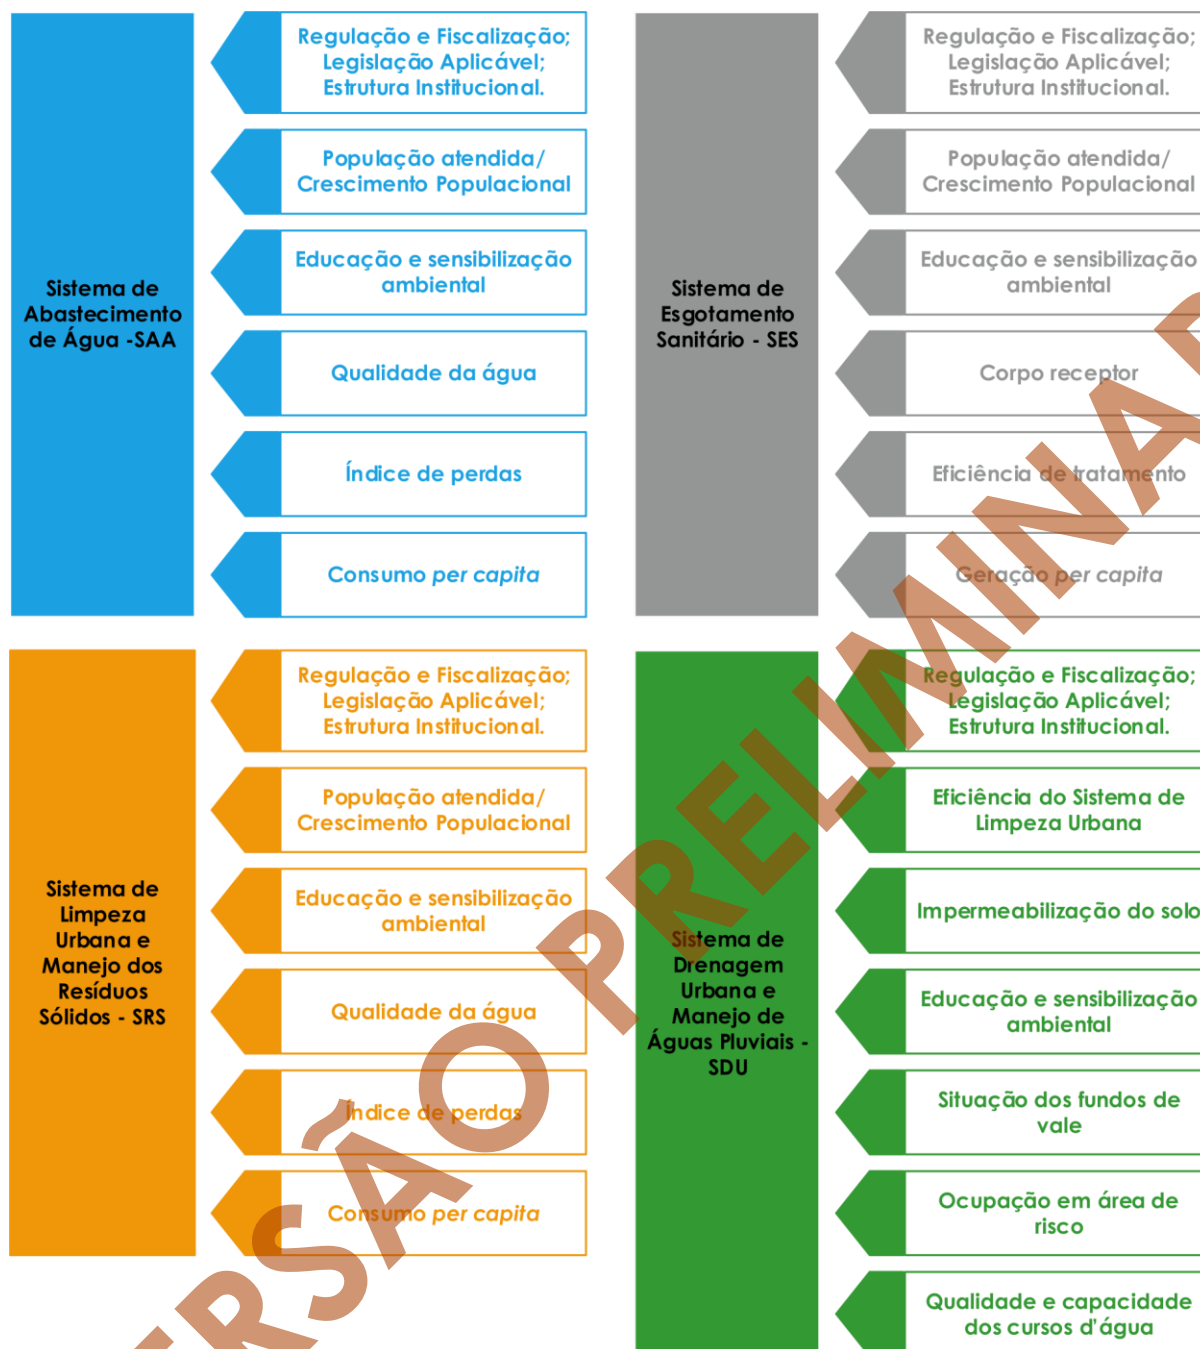 Sistema de
Abastecimento
de Água -SAA
Regulação e Fiscalização;
Legislação Aplicável;
Estrutura Institucional.
População atendida/
Crescimento Populacional
Educação e sensibilização
ambiental
Qualidade da água
Índice de perdas
Consumo per capita
Sistema de
Esgotamento
Sanitário - SES
Regulação e Fiscalização;
Legislação Aplicável;
Estrutura Institucional.
População atendida/
Crescimento Populacional
Educação e sensibilização
ambiental
Corpo receptor
Eficiência de tratamento
Geração per capita
Sistema de
Limpeza
Urbana e
Manejo dos
Resíduos
Sólidos - SRS
Regulação e Fiscalização;
Legislação Aplicável;
Estrutura Institucional.
População atendida/
Crescimento Populacional
Educação e sensibilização
ambiental
Qualidade da água
Índice de perdas
Consumo per capita
Sistema de
Drenagem
Urbana e
Manejo de
Águas Pluviais -
SDU
Regulação e Fiscalização;
Legislação Aplicável;
Estrutura Institucional.
Eficiência do Sistema de
Limpeza Urbana
Impermeabilização do solo
Educação e sensibilização
ambiental
Situação dos fundos de
vale
Ocupação em área de
risco
Qualidade e capacidade
dos cursos d'água
ERSÃO PRELIMINAR